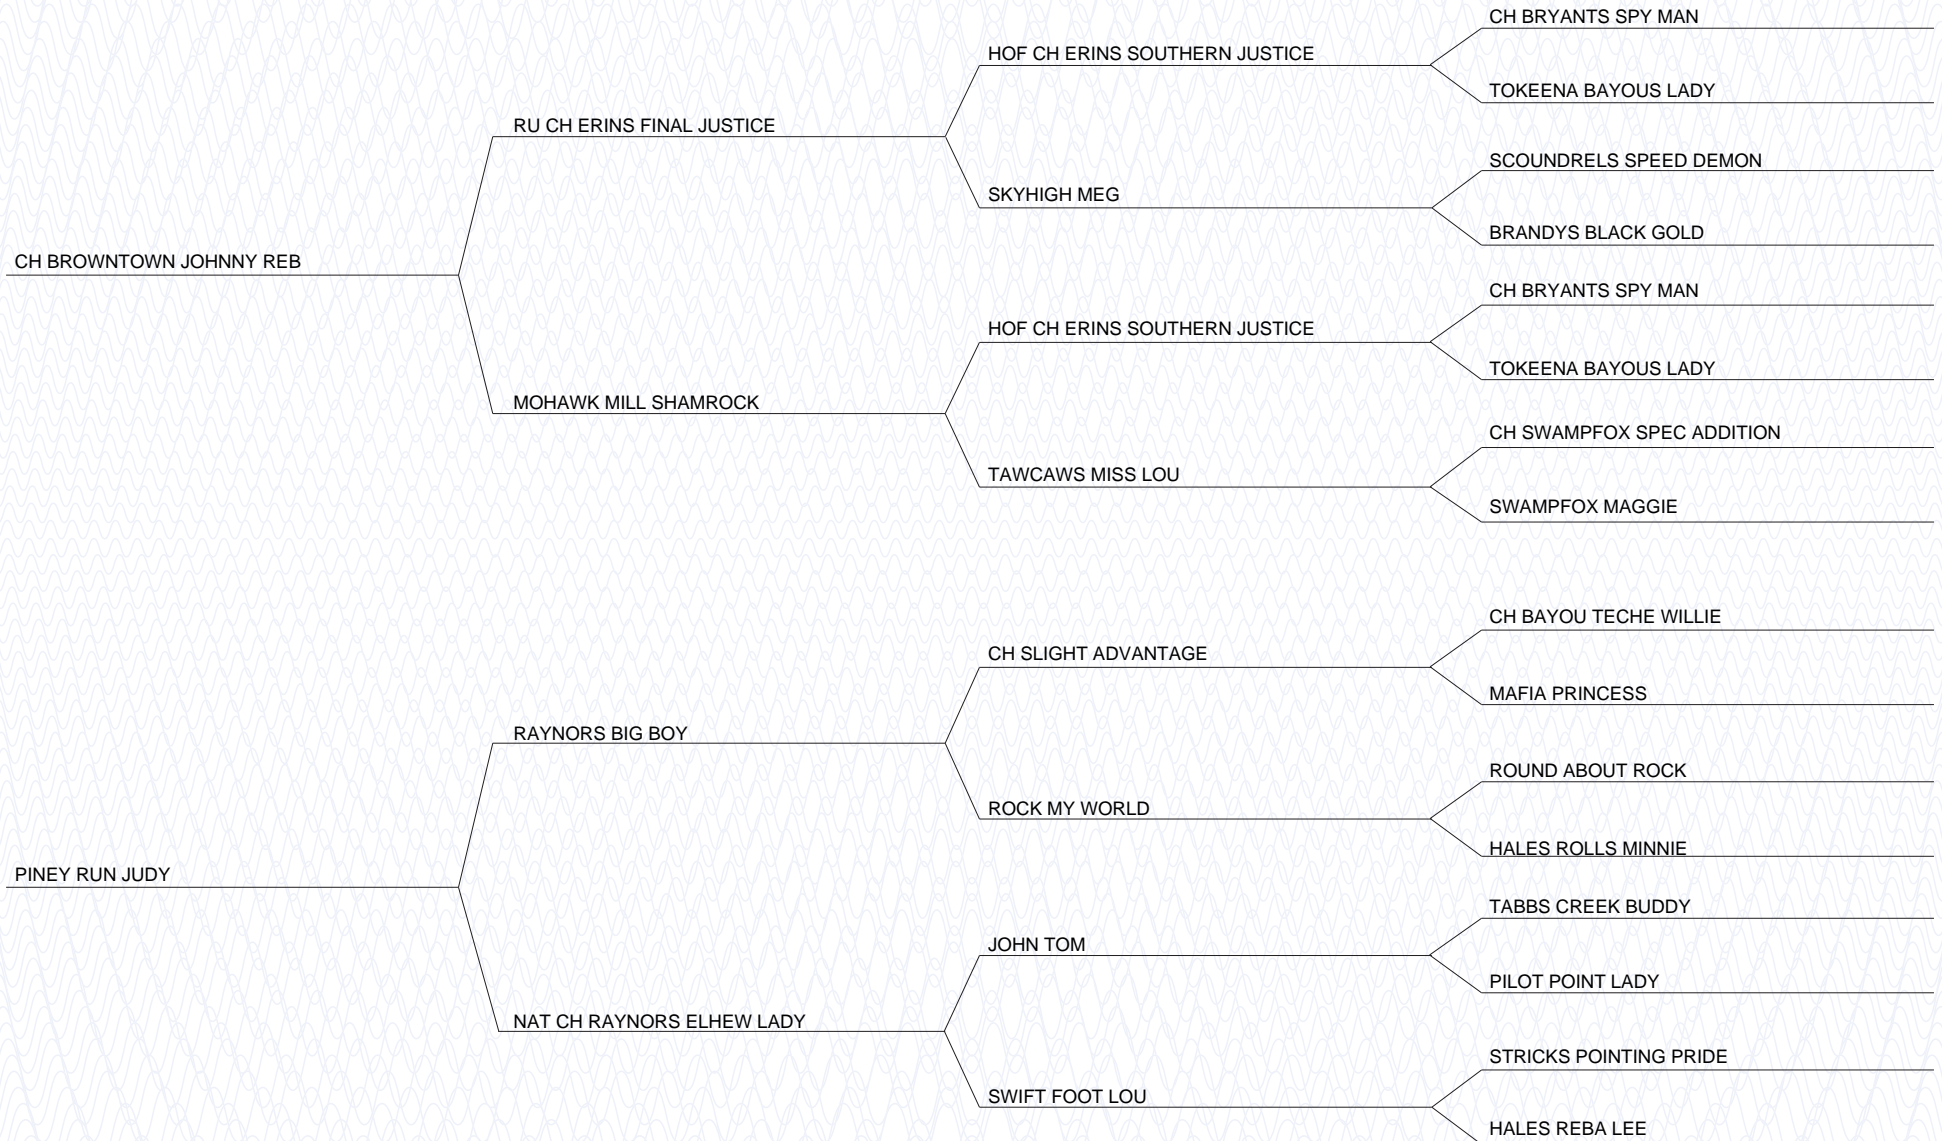 CH BRYANTS SPY MAN
HOF CH ERINS SOUTHERN JUSTICE
TOKEENA BAYOUS LADY
RU CH ERINS FINAL JUSTICE
SCOUNDRELS SPEED DEMON
SKYHIGH MEG
BRANDYS BLACK GOLD
CH BROWNTOWN JOHNNY REB
CH BRYANTS SPY MAN
HOF CH ERINS SOUTHERN JUSTICE
TOKEENA BAYOUS LADY
MOHAWK MILL SHAMROCK
CH SWAMPFOX SPEC ADDITION
TAWCAWS MISS LOU
SWAMPFOX MAGGIE
CH BAYOU TECHE WILLIE
CH SLIGHT ADVANTAGE
MAFIA PRINCESS
RAYNORS BIG BOY
ROUND ABOUT ROCK
ROCK MY WORLD
HALES ROLLS MINNIE
PINEY RUN JUDY
TABBS CREEK BUDDY
JOHN TOM
PILOT POINT LADY
NAT CH RAYNORS ELHEW LADY
STRICKS POINTING PRIDE
SWIFT FOOT LOU
HALES REBA LEE